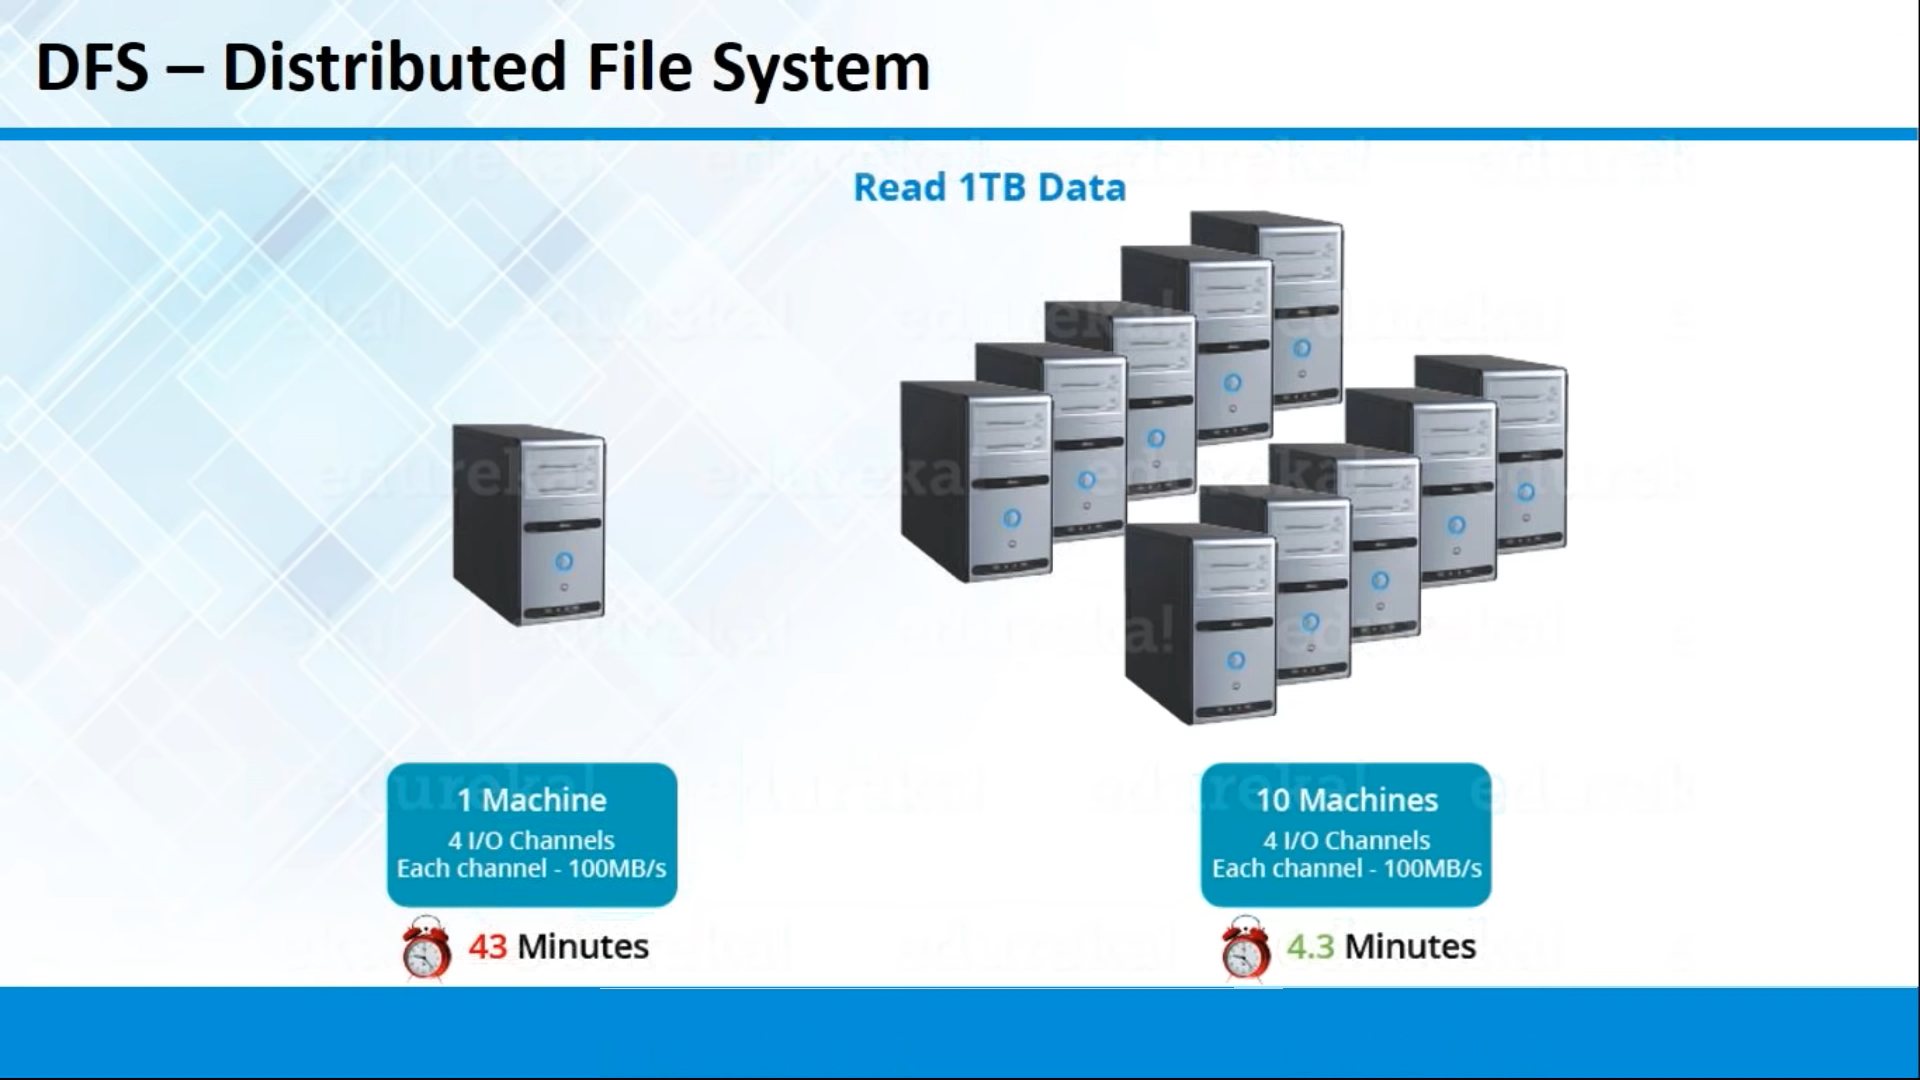 DFS – Distributed File System
Read 1TB Data
1 Machine
4 I/O Channels
Each channel - 100MB/s
43 Minutes
10 Machines
4 I/O Channels
Each channel - 100MB/s
4.3 Minutes
edureka!